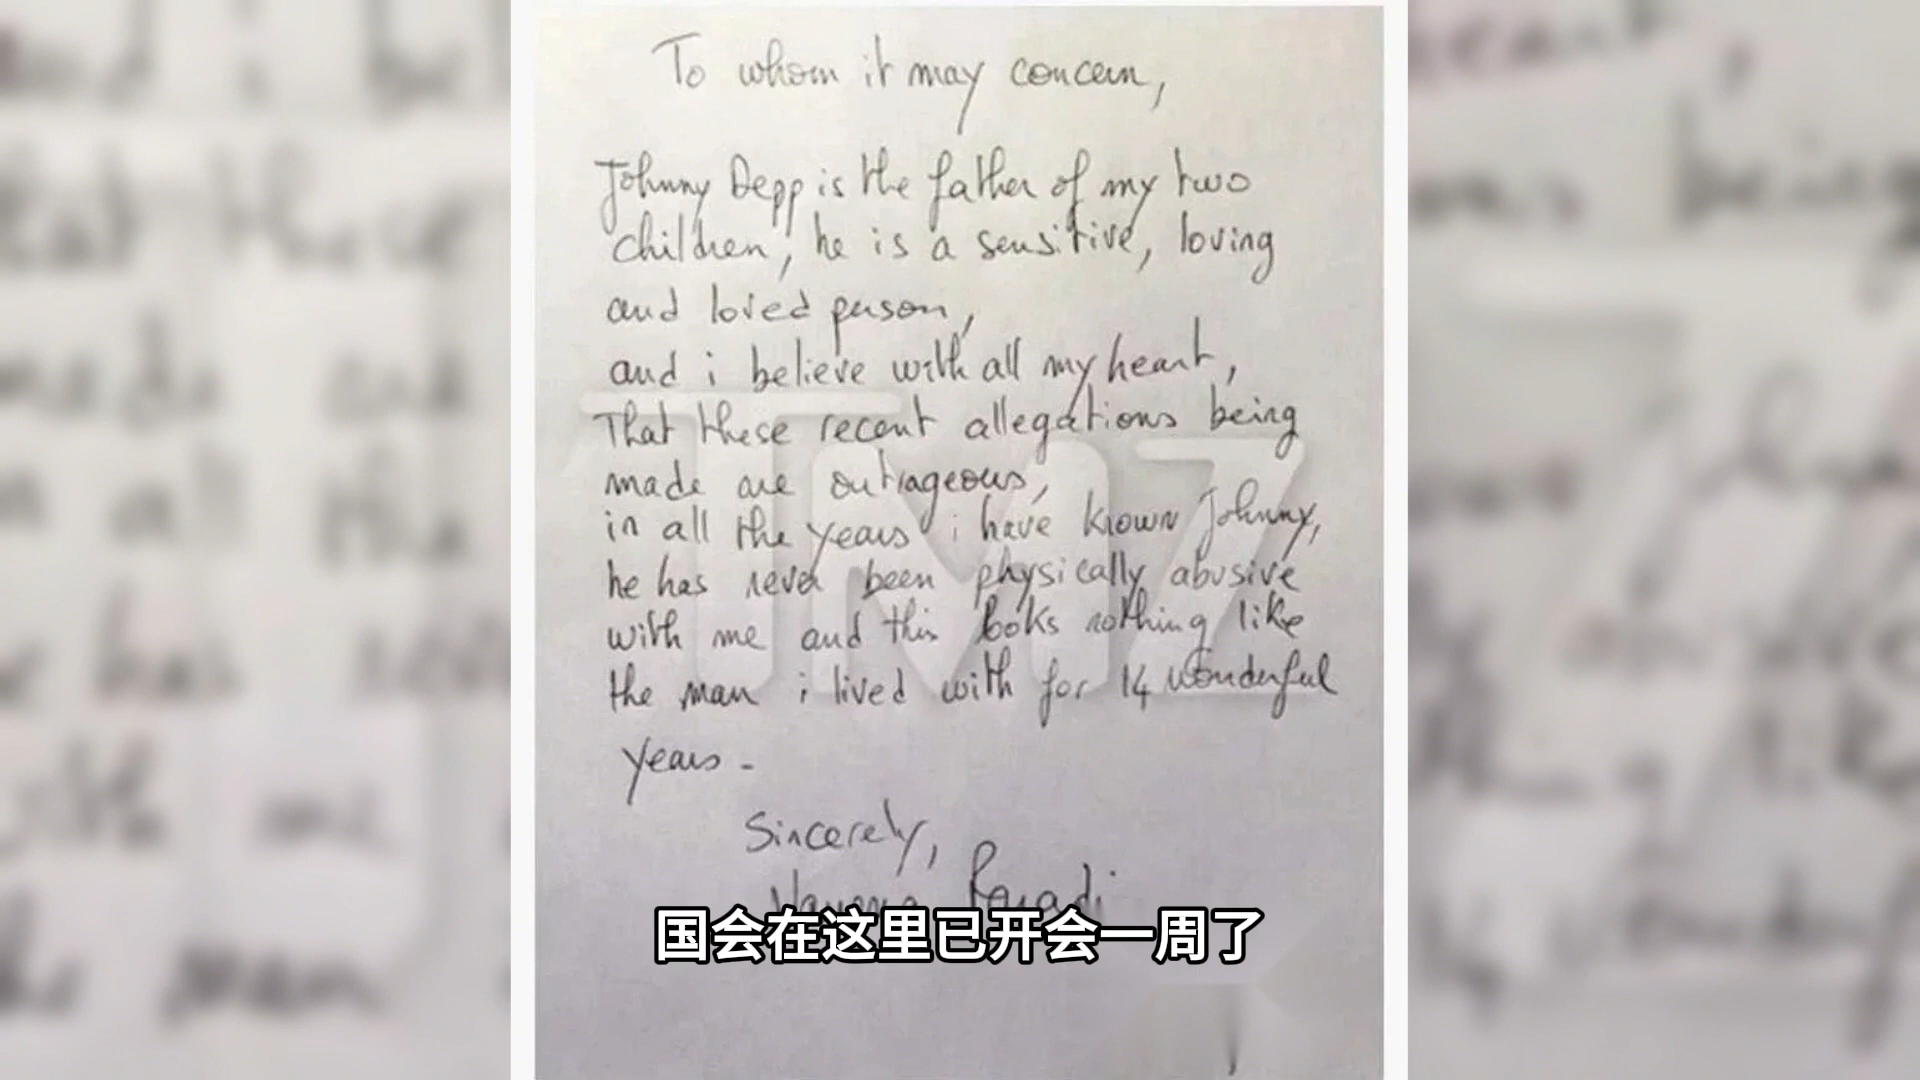 To whom it may concern,
Johnny Depp is the father of my two
children, he is a sensitive, loving
and loved person,
and i believe with all my heart,
That these recent allegations being
made are outrageous,
in all the years i have known Johnny,
he has never been physically abusive
with me and this looks nothing like
the man i lived with for 14 wonderful
years -
Sincerely,
TMZ
国会在这里已开会一周了